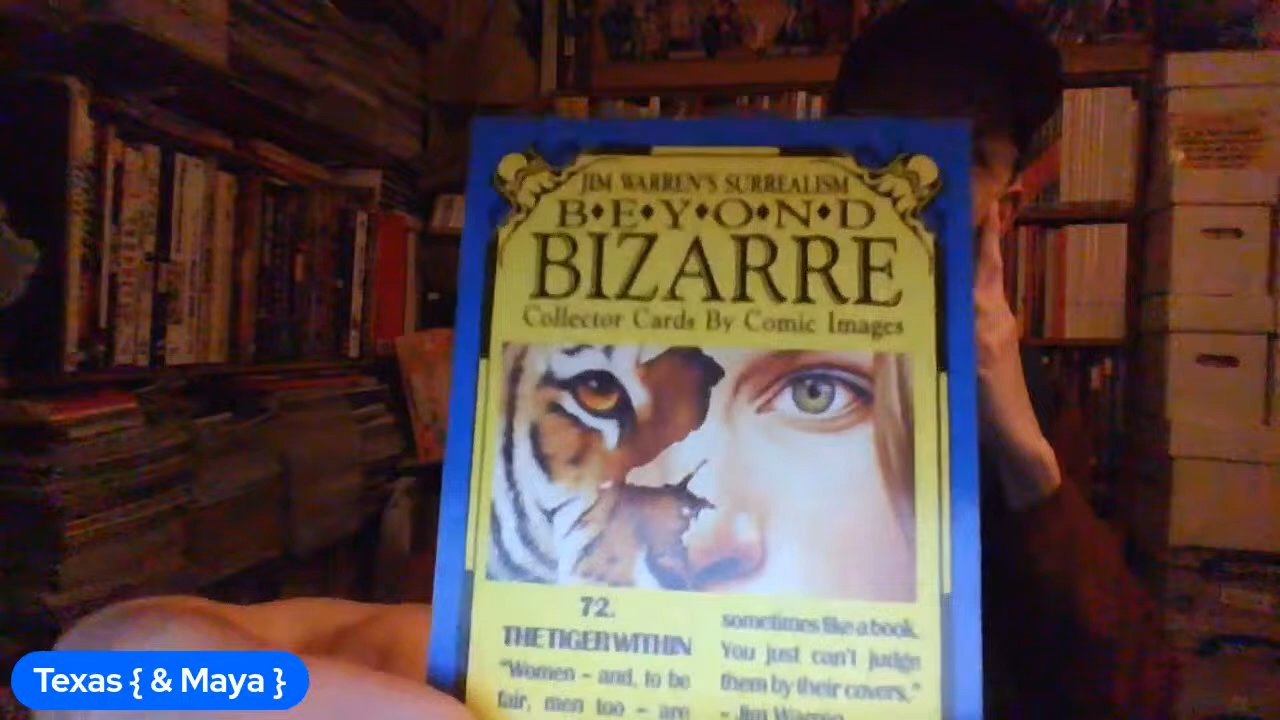 JIM WARREN'S SURREALISM
B•E•Y•O•N•D
BIZARRE
Collector Cards By Comic Images
72.
THE TIGER WITHIN
"Women – and, to be
fair, men too – are
sometimes like a book.
You just can't judge
them by their covers."
– Jim Warren
Texas { & Maya }